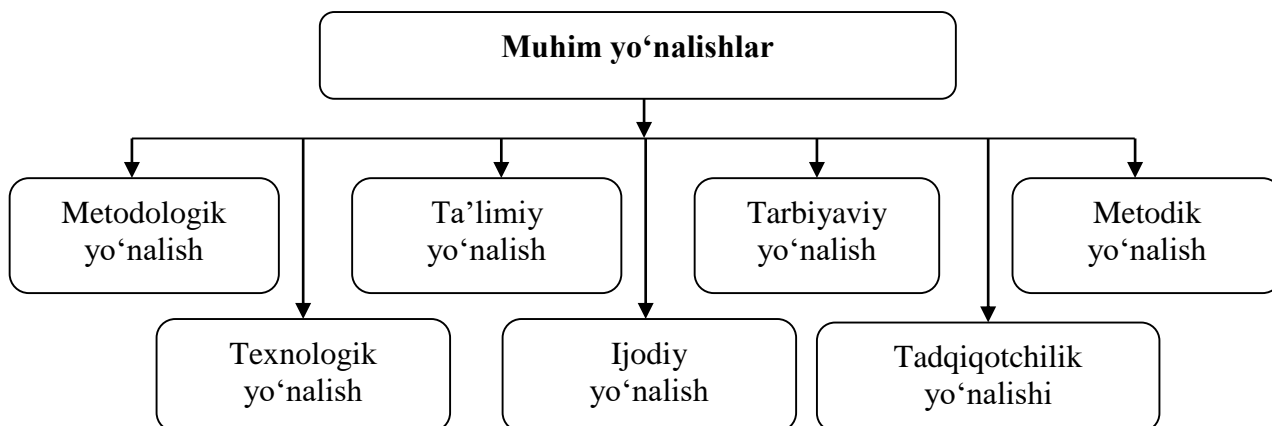 Muhim yo‘nalishlar
Metodologik
yo‘nalish
Ta’limiy
yo‘nalish
Tarbiyaviy
yo‘nalish
Metodik
yo‘nalish
Texnologik
yo‘nalish
Ijodiy
yo‘nalish
Tadqiqotchilik
yo‘nalishi